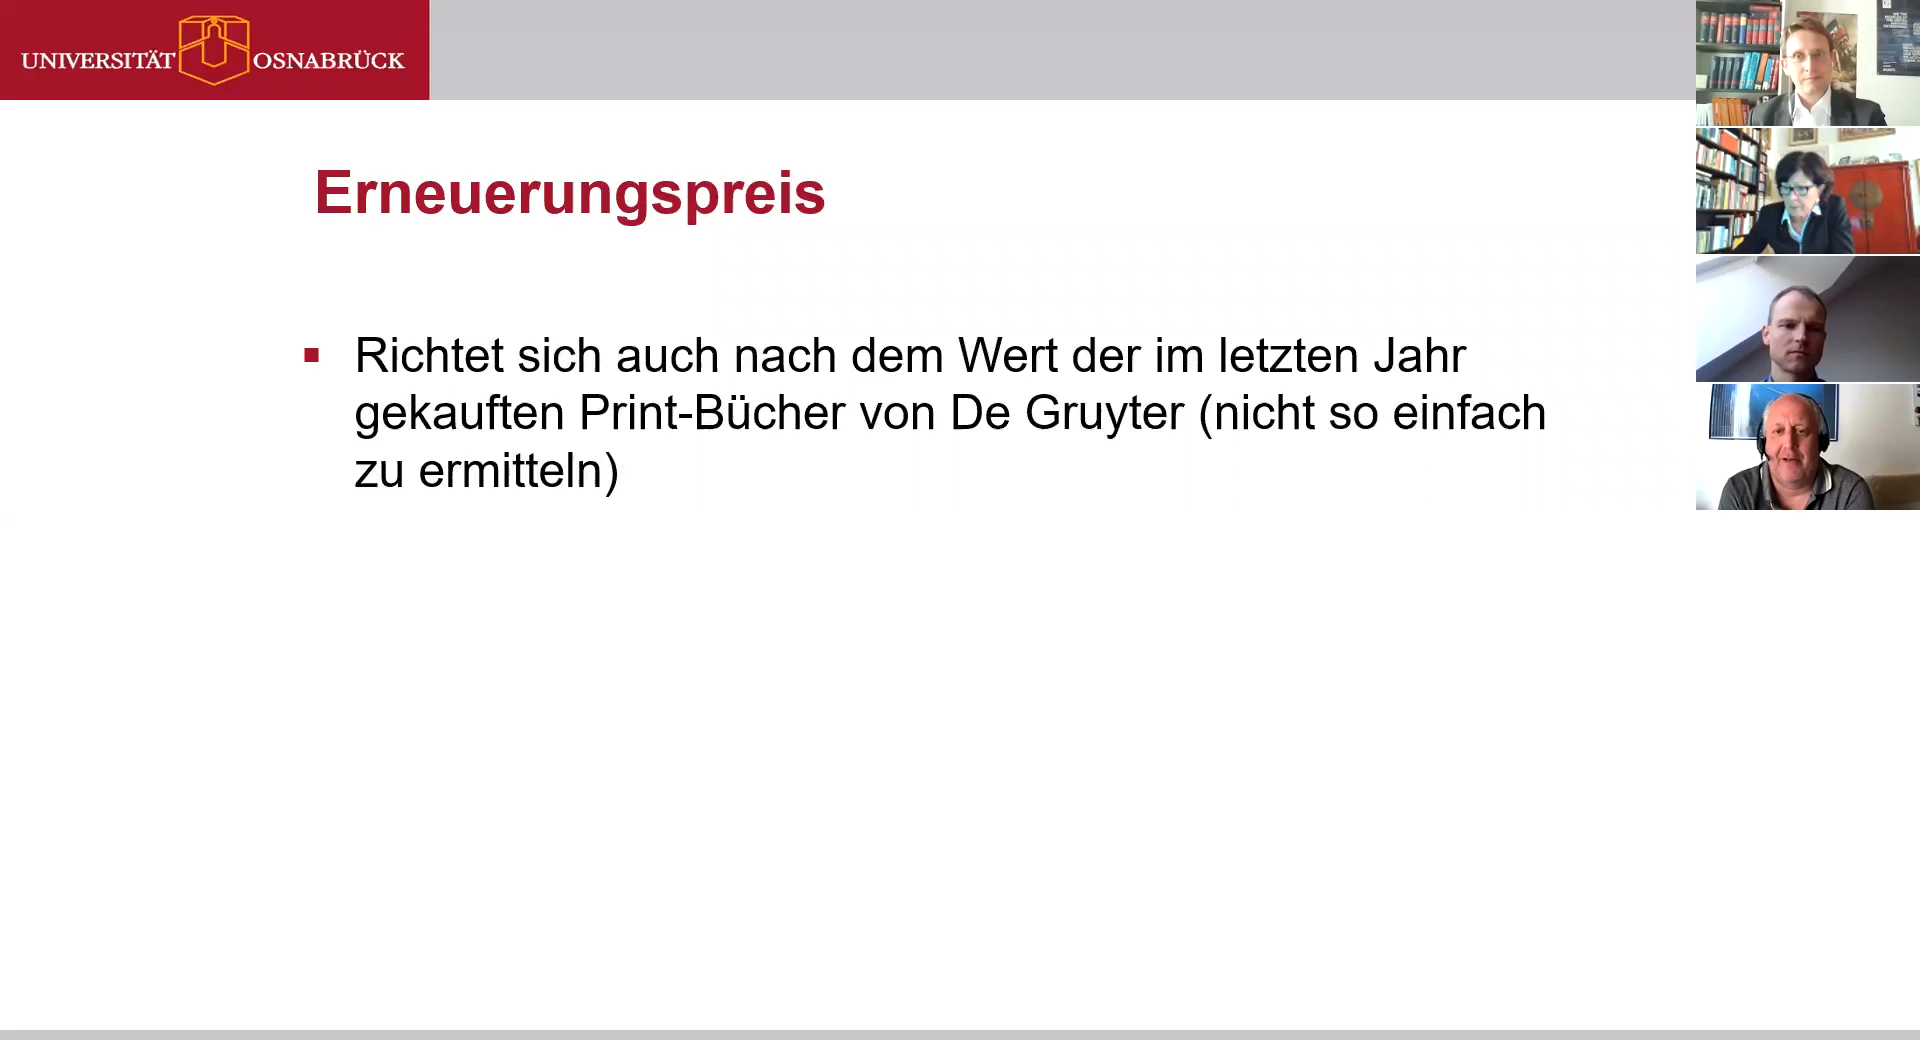 UNIVERSITÄT OSNABRÜCK
Erneuerungspreis
Richtet sich auch nach dem Wert der im letzten Jahr
gekauften Print-Bücher von De Gruyter (nicht so einfach
zu ermitteln)